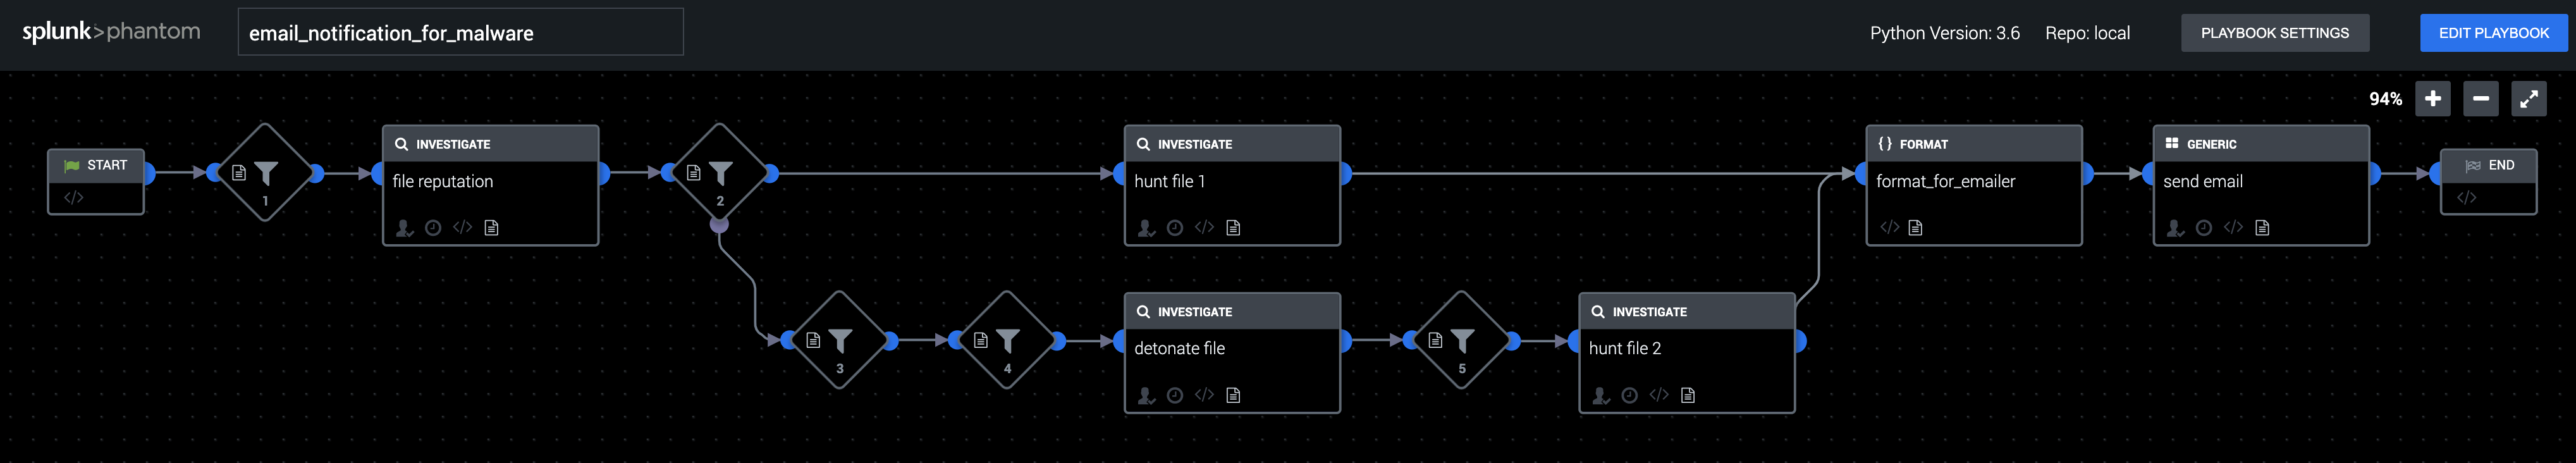 splunk>phantom
email_notification_for_malware
Python Version: 3.6
Repo: local
PLAYBOOK SETTINGS
EDIT PLAYBOOK
94%
START
</>
1
INVESTIGATE
file reputation
</>
2
INVESTIGATE
hunt file 1
</>
{} FORMAT
format_for_emailer
</>
GENERIC
send email
</>
END
</>
3
4
INVESTIGATE
detonate file
</>
5
INVESTIGATE
hunt file 2
</>